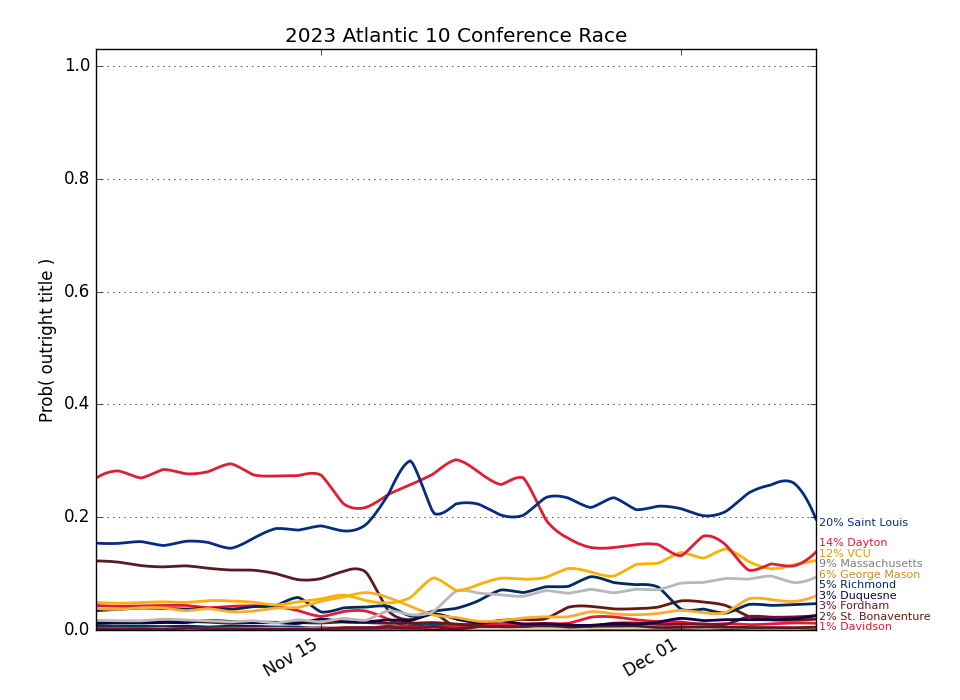 2023 Atlantic 10 Conference Race
Prob( outright title )
1.0
0.8
0.6
0.4
0.2
0.0
Nov 15
Dec 01
20% Saint Louis
14% Dayton
12% VCU
9% Massachusetts
6% George Mason
5% Richmond
3% Duquesne
3% Fordham
2% St. Bonaventure
1% Davidson